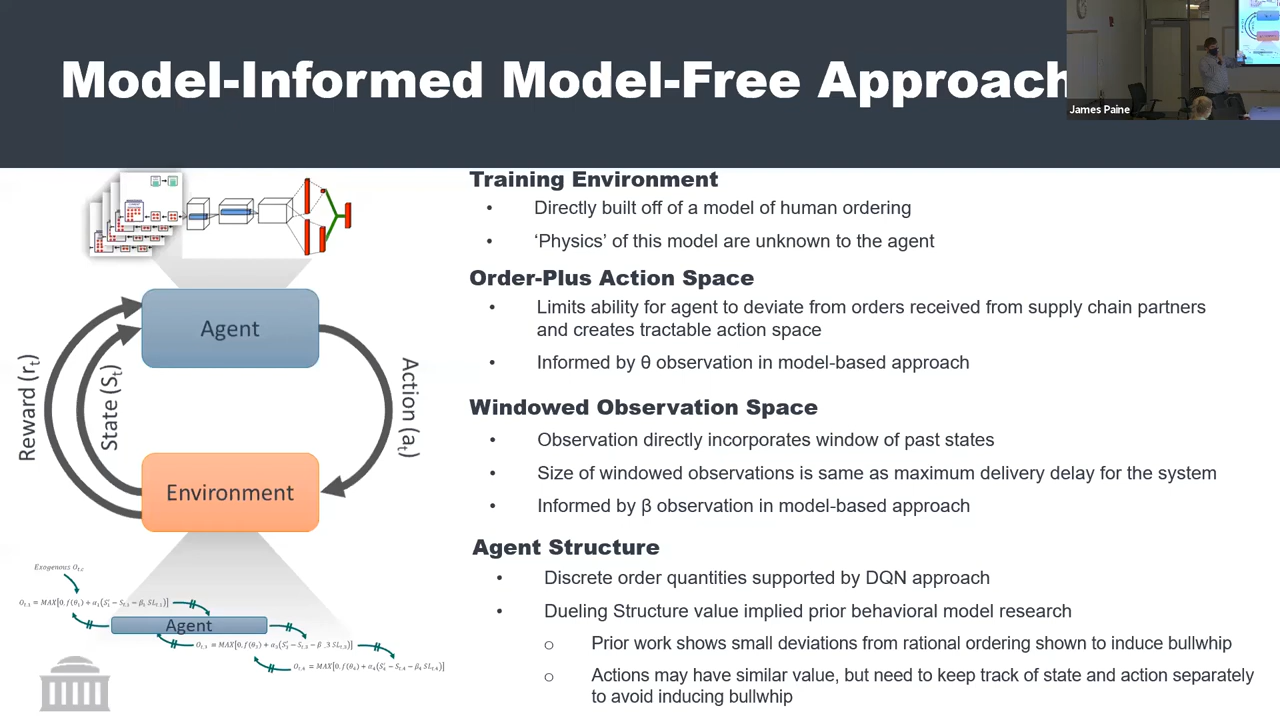 Model-Informed Model-Free Approach
James Paine
Training Environment
• Directly built off of a model of human ordering
• ‘Physics’ of this model are unknown to the agent
Order-Plus Action Space
• Limits ability for agent to deviate from orders received from supply chain partners
and creates tractable action space
• Informed by θ observation in model-based approach
Windowed Observation Space
• Observation directly incorporates window of past states
• Size of windowed observations is same as maximum delivery delay for the system
• Informed by β observation in model-based approach
Agent Structure
• Discrete order quantities supported by DQN approach
• Dueling Structure value implied prior behavioral model research
o Prior work shows small deviations from rational ordering shown to induce bullwhip
o Actions may have similar value, but need to keep track of state and action separately
to avoid inducing bullwhip
Agent
Reward (rₜ)
State (Sₜ)
Action (aₜ)
Environment
Exogenous
Agent